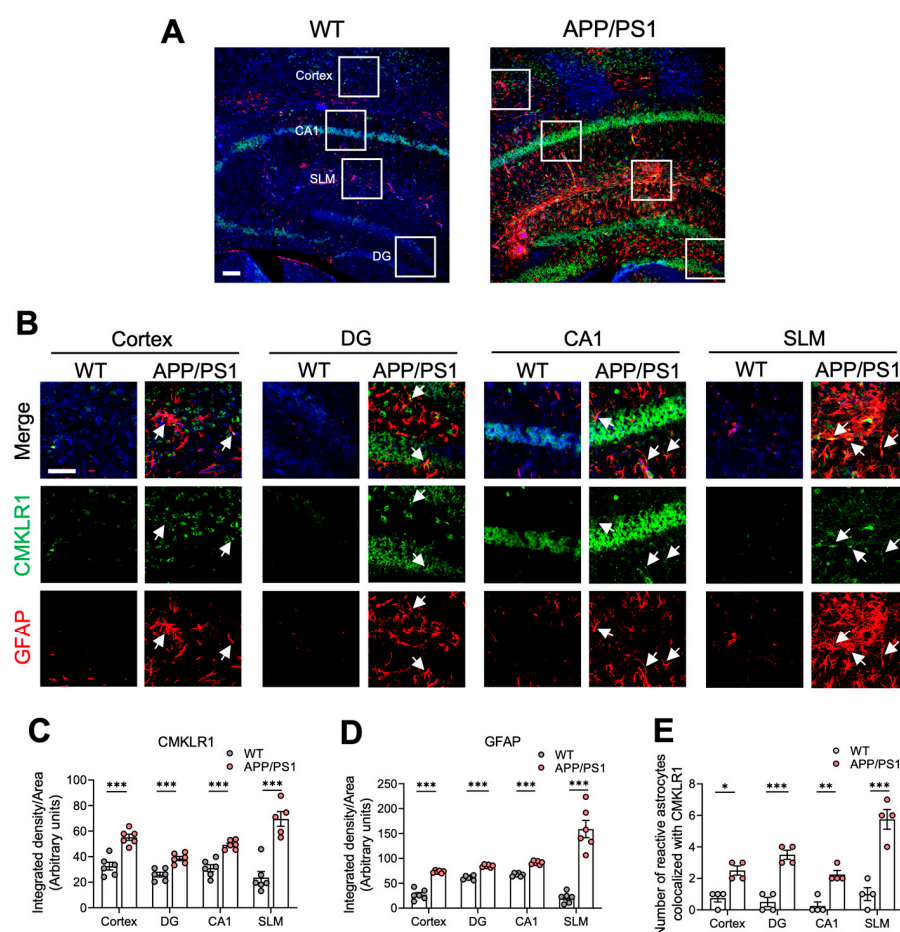 A
WT
APP/PS1
Cortex
CA1
SLM
DG
B
Cortex
DG
CA1
SLM
WT
APP/PS1
WT
APP/PS1
WT
APP/PS1
WT
APP/PS1
Merge
CMKLR1
GFAP
C
CMKLR1
WT
APP/PS1
Integrated density/Area
(Arbitrary units)
100
80
60
40
20
0
***
***
***
***
Cortex
DG
CA1
SLM
D
GFAP
WT
APP/PS1
Integrated density/Area
(Arbitrary units)
250
200
150
100
50
0
***
***
***
***
Cortex
DG
CA1
SLM
E
WT
APP/PS1
Number of reactive astrocytes
colocalized with CMKLR1
8
6
4
2
0
*
***
**
***
Cortex
DG
CA1
SLM